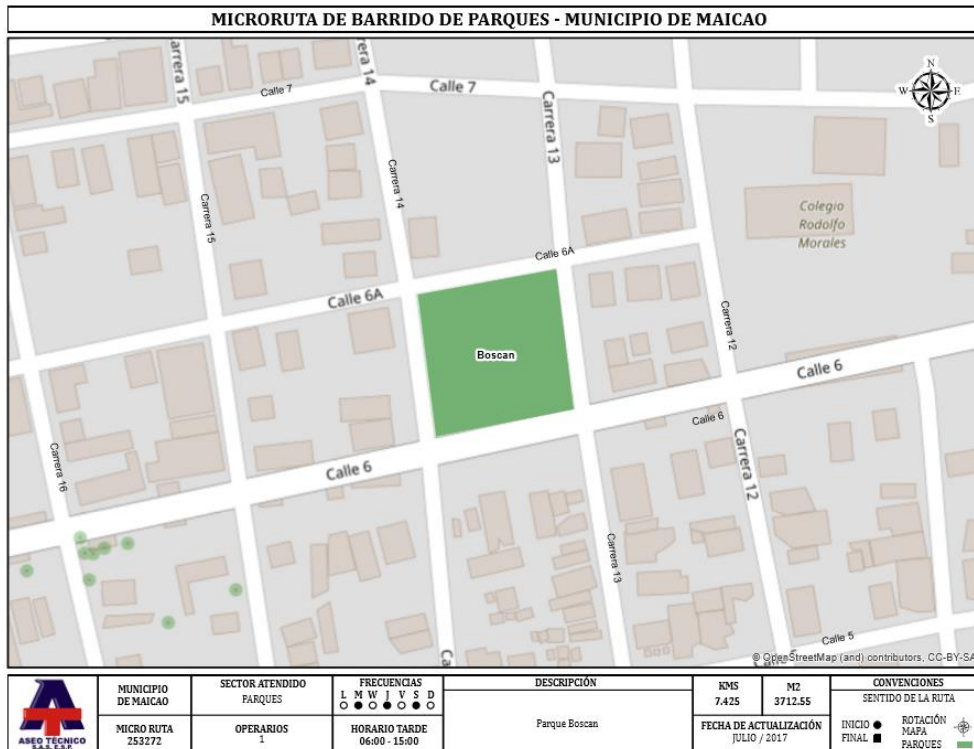 MICRORUTA DE BARRIDO DE PARQUES - MUNICIPIO DE MAICAO
Carrera 15
rera 14
Calle 7
Calle 7
N
W E
S
Carrera 13
Carrera 14
Carrera 15
Colegio
Rodolfo
Morales
Calle 6A
Calle 6A
Carrera 12
Boscan
Calle 6
Calle 6
Carrera 16
Calle 6
Carrera 12
Carrera 13
Calle 5
© OpenStreetMap (and) contributors, CC-BY-SA
ASEO TÉCNICO
S.A.S. E.S.P.
MUNICIPIO
DE MAICAO
MICRO RUTA
253272
SECTOR ATENDIDO
PARQUES
OPERARIOS
1
FRECUENCIAS
L M W J V S D
HORARIO TARDE
06:00 - 15:00
DESCRIPCIÓN
Parque Boscan
KMS
7.425
M2
3712.55
FECHA DE ACTUALIZACIÓN
JULIO / 2017
CONVENCIONES
SENTIDO DE LA RUTA
INICIO
FINAL
ROTACIÓN
MAPA
PARQUES